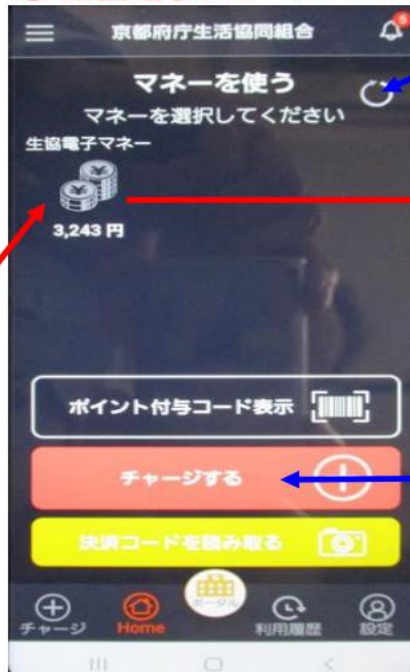 京都府庁生活協同組合
マネーを使う
マネーを選択してください
生協電子マネー
3,243 円
ポイント付与コード表示
チャージする
決済コードを読み取る
チャージ
Home
ポータル
利用履歴
設定